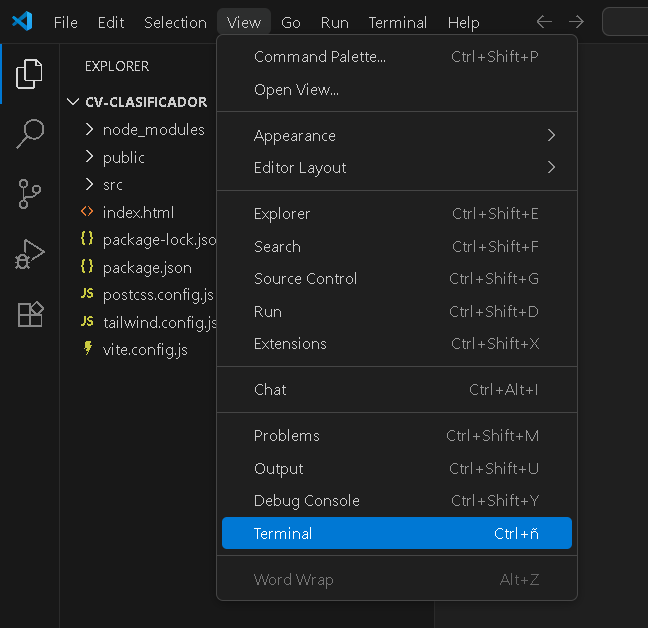 File Edit Selection View Go Run Terminal Help
EXPLORER
CV-CLASIFICADOR
node_modules
public
src
index.html
package-lock.jso
package.json
postcss.config.js
tailwind.config.js
vite.config.js
Command Palette... Ctrl+Shift+P
Open View...
Appearance
Editor Layout
Explorer Ctrl+Shift+E
Search Ctrl+Shift+F
Source Control Ctrl+Shift+G
Run Ctrl+Shift+D
Extensions Ctrl+Shift+X
Chat Ctrl+Alt+I
Problems Ctrl+Shift+M
Output Ctrl+Shift+U
Debug Console Ctrl+Shift+Y
Terminal Ctrl+ñ
Word Wrap Alt+Z